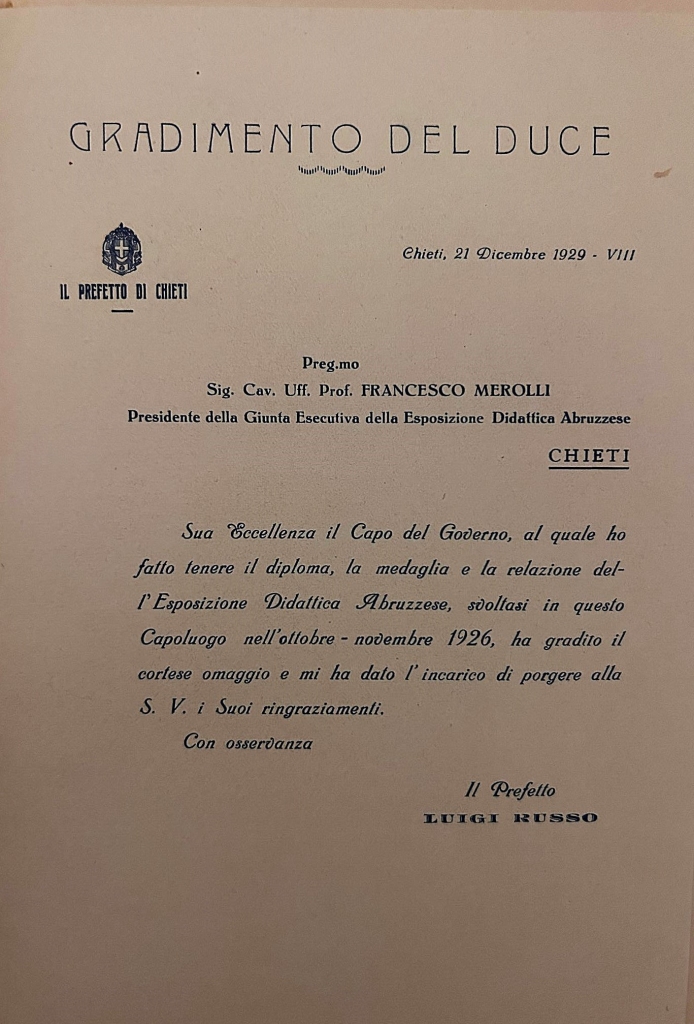 GRADIMENTO DEL DUCE
Chieti, 21 Dicembre 1929 - VIII
IL PREFETTO DI CHIETI
Preg.mo
Sig. Cav. Uff. Prof. FRANCESCO MEROLLI
Presidente della Giunta Esecutiva della Esposizione Didattica Abruzzese
CHIETI
Sua Eccellenza il Capo del Governo, al quale ho
fatto tenere il diploma, la medaglia e la relazione del-
l'Esposizione Didattica Abruzzese, svoltasi in questo
Capoluogo nell'ottobre - novembre 1926, ha gradito il
cortese omaggio e mi ha dato l'incarico di porgere alla
S. V. i Suoi ringraziamenti.
Con osservanza
Il Prefetto
LUIGI RUSSO